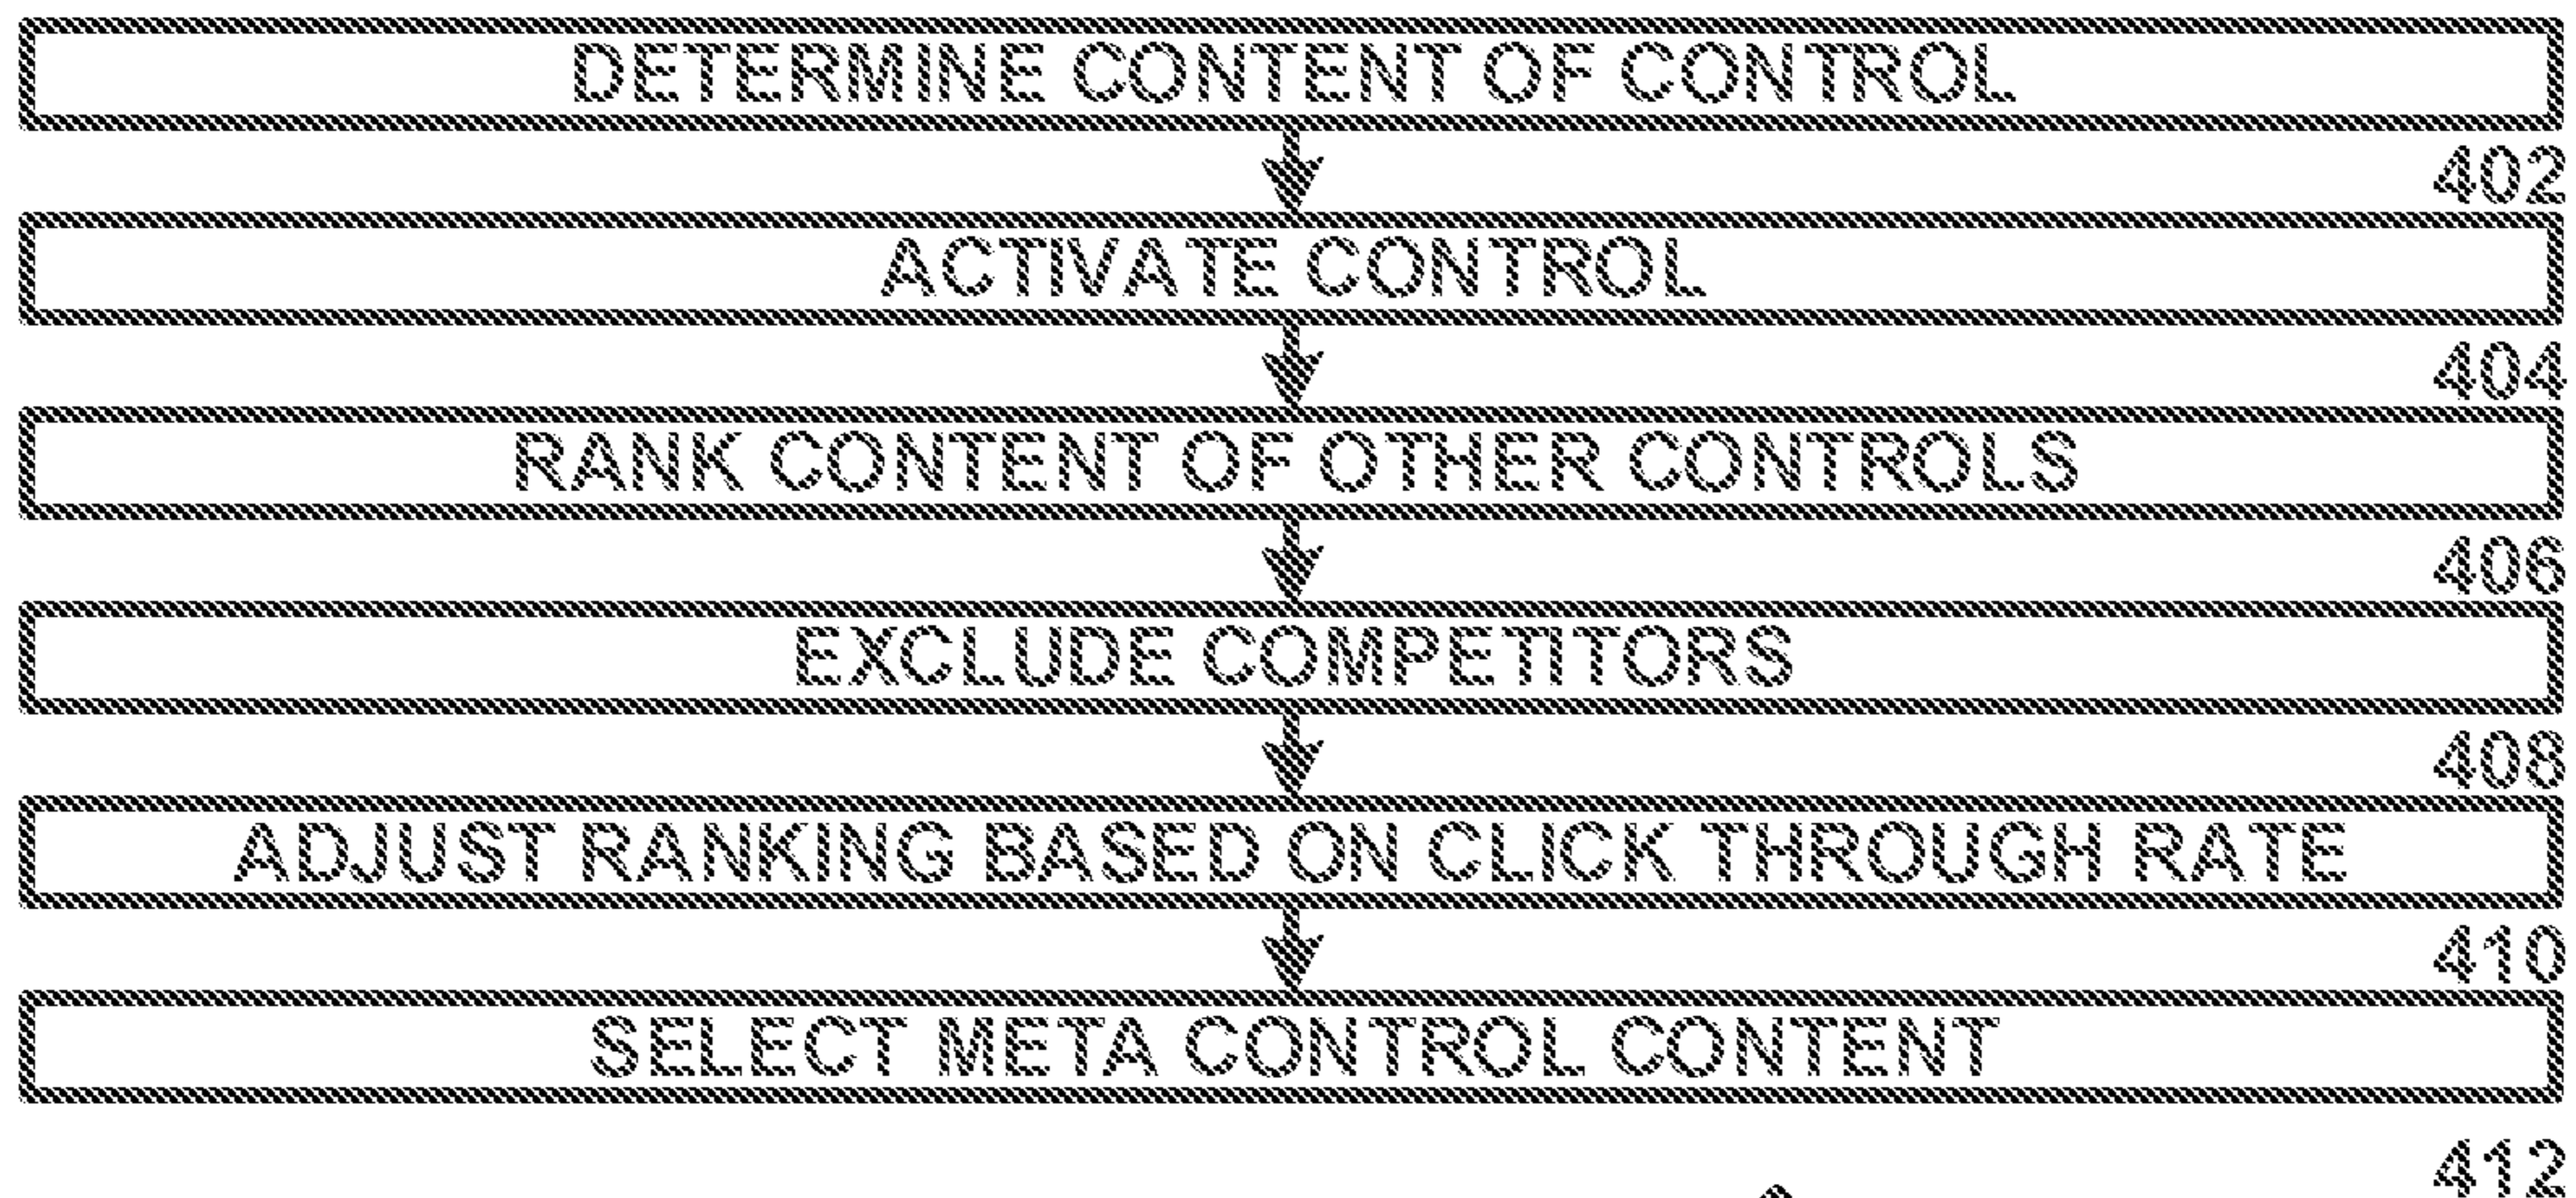 DETERMINE CONTENT OF CONTROL
402
ACTIVATE CONTROL
404
RANK CONTENT OF OTHER CONTROLS
406
EXCLUDE COMPETITORS
408
ADJUST RANKING BASED ON CLICK THROUGH RATE
410
SELECT META CONTROL CONTENT
412